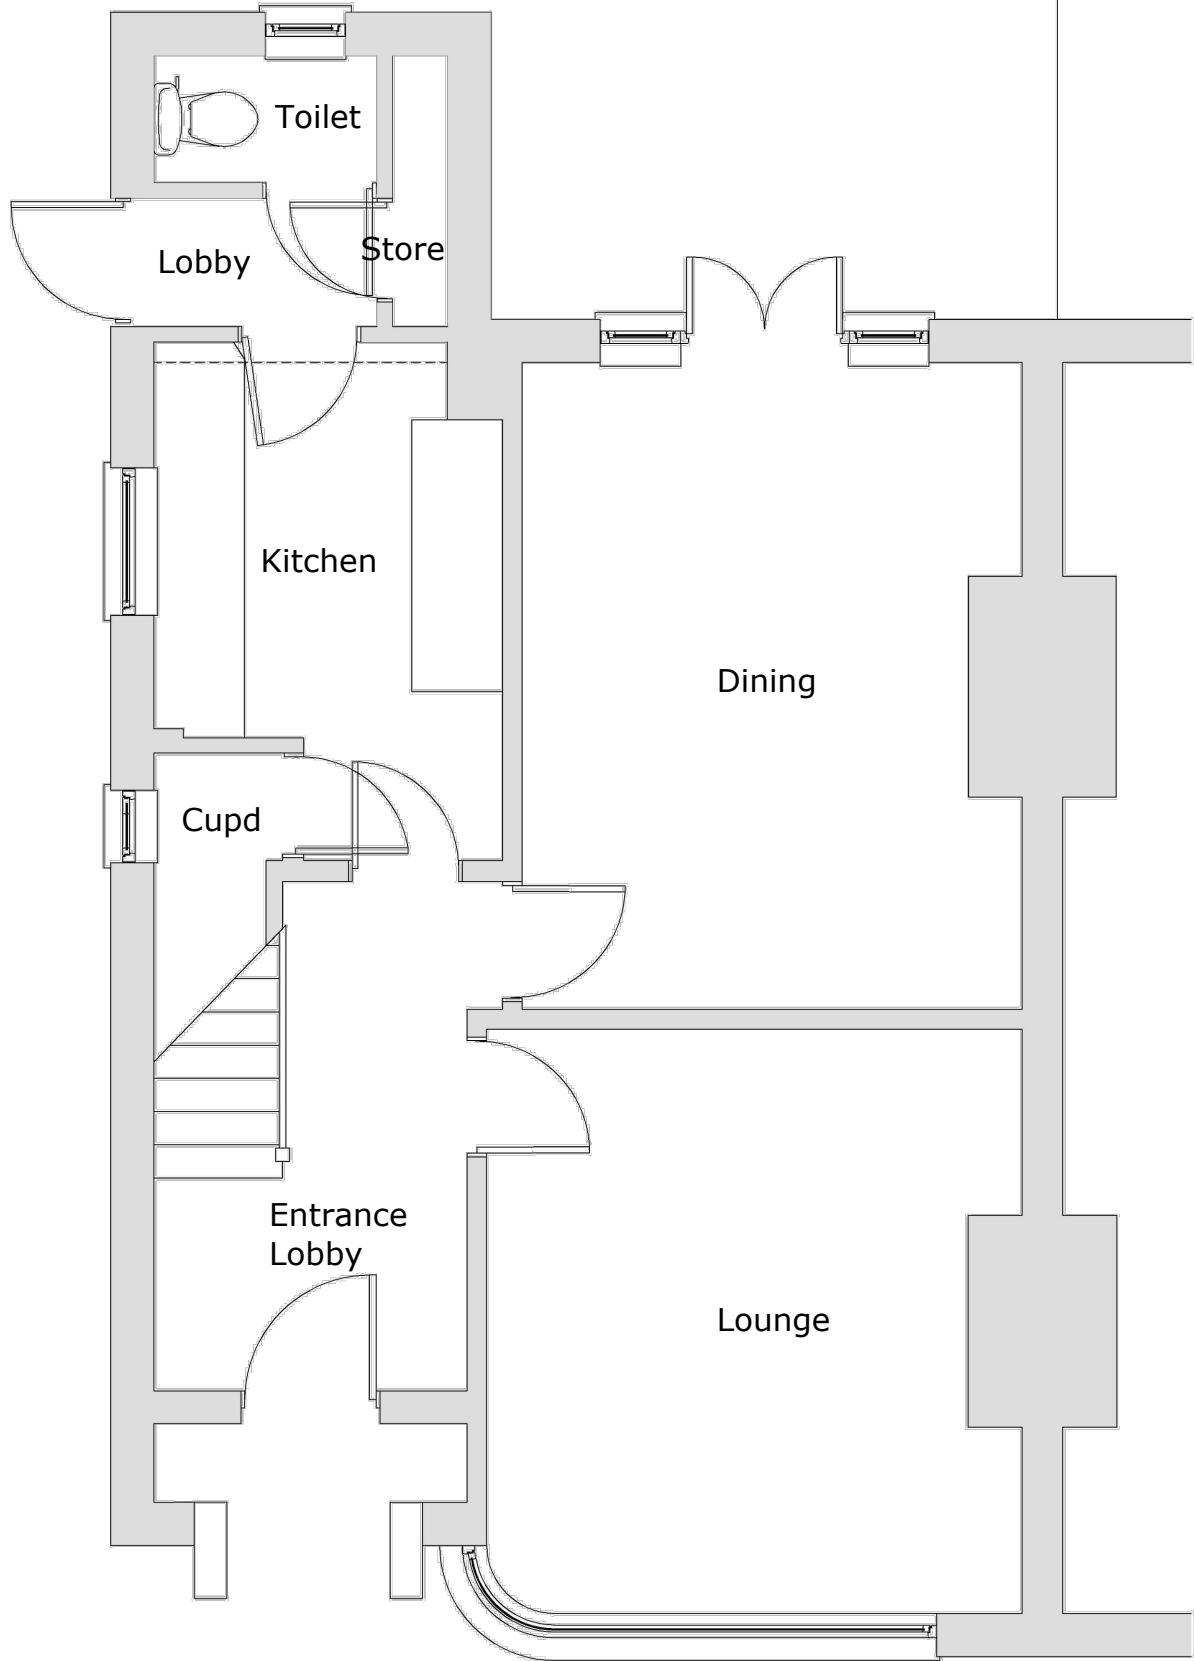 Toilet
Store
Lobby
Kitchen
Dining
Cupd
Entrance
Lobby
Lounge